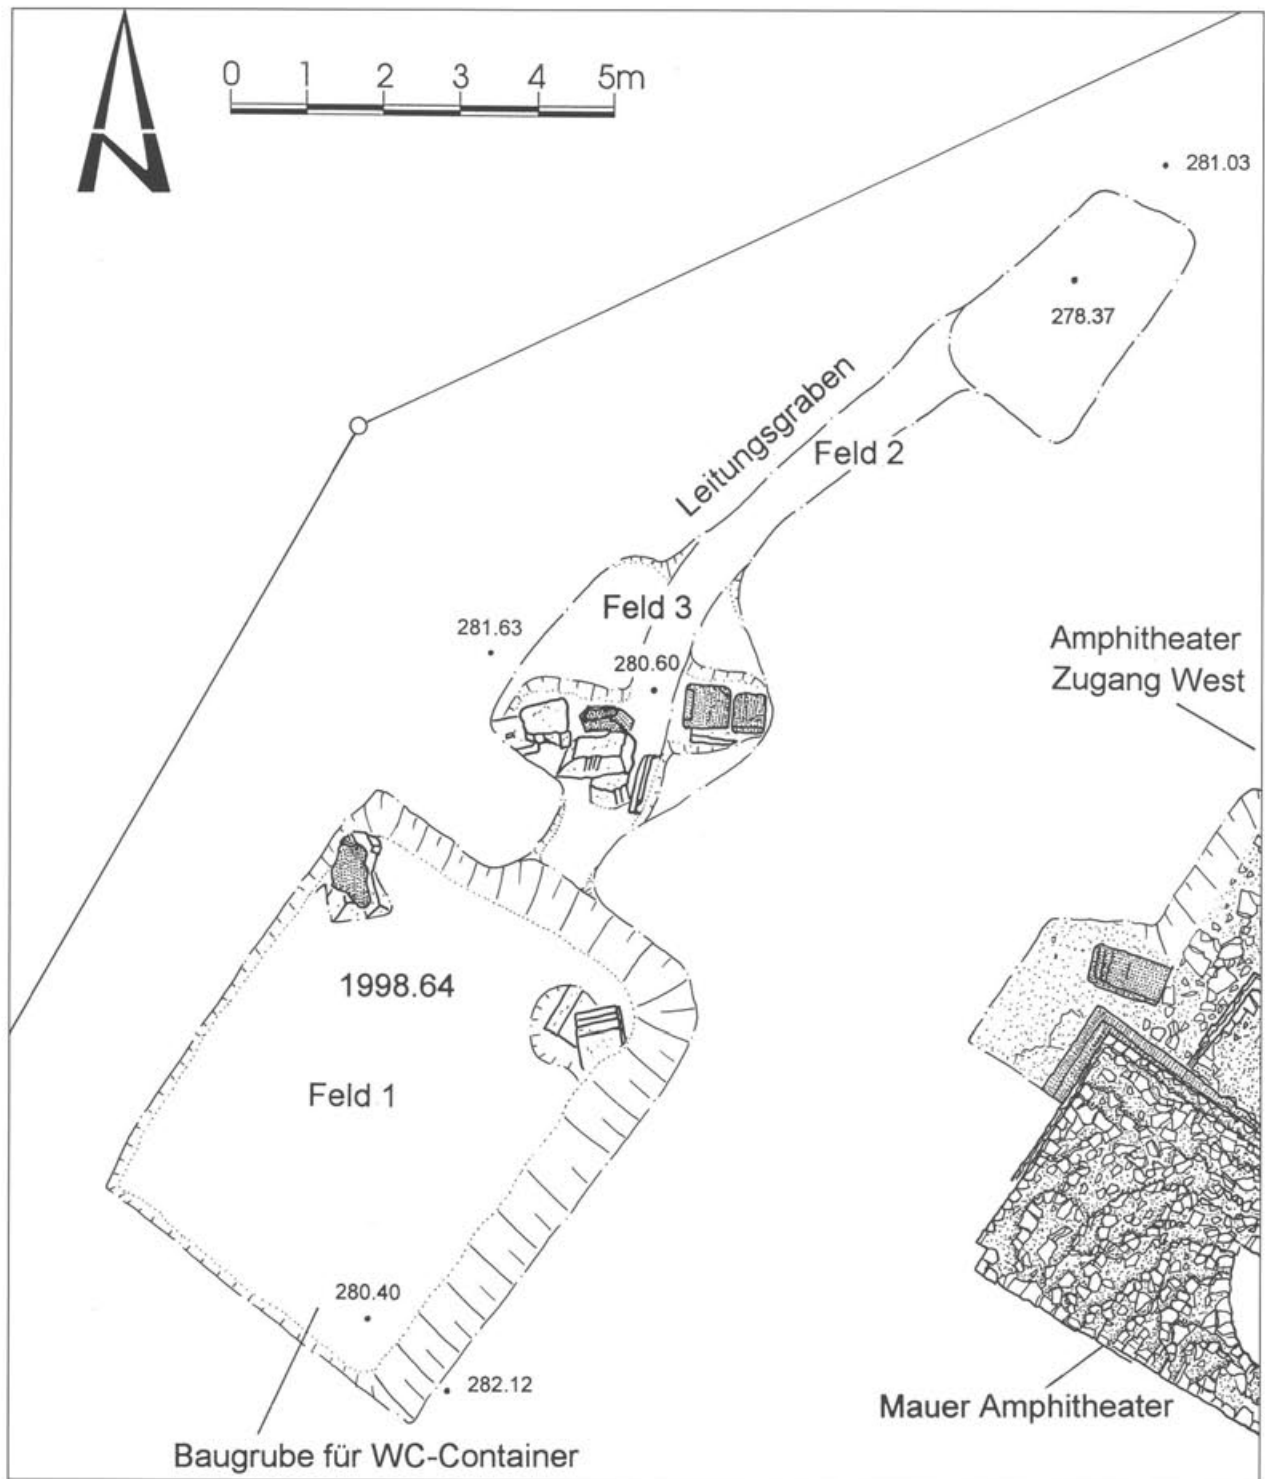 0 1 2 3 4 5m
N
281.03
278.37
Leitungsgraben
Feld 2
Feld 3
281.63
280.60
Amphitheater
Zugang West
1998.64
Feld 1
280.40
282.12
Mauer Amphitheater
Baugrube für WC-Container